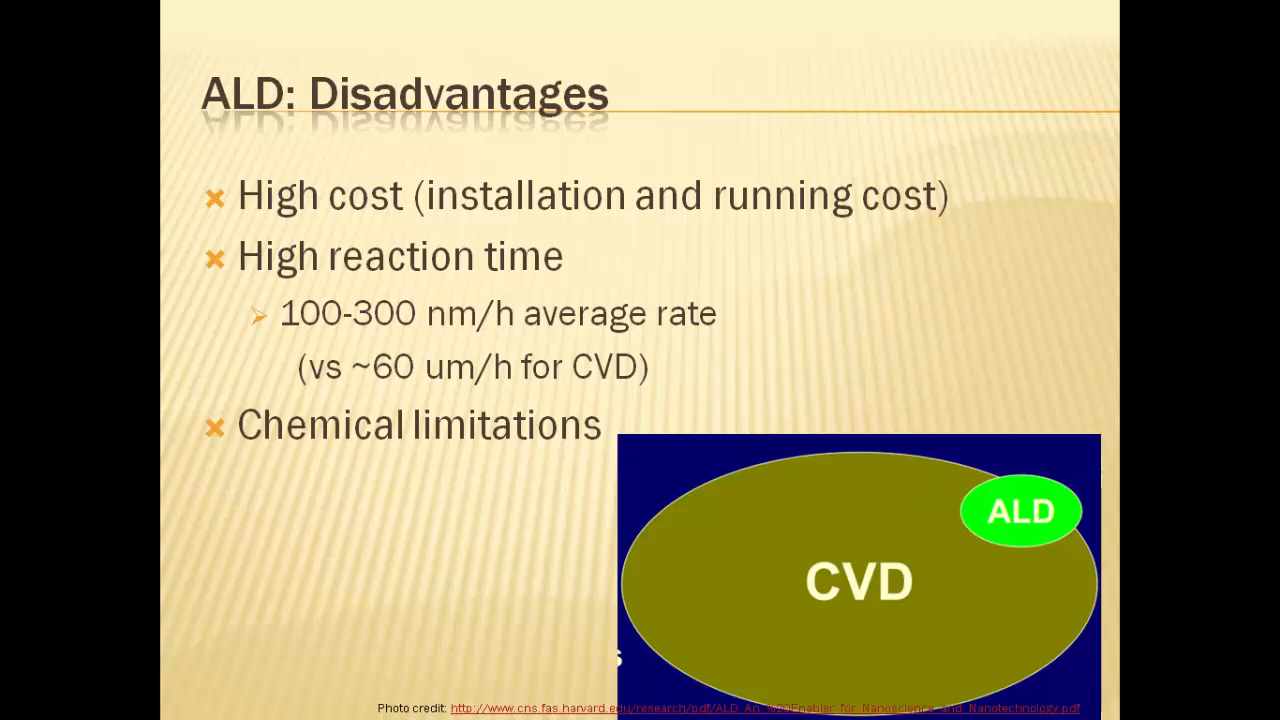 ALD: Disadvantages
High cost (installation and running cost)
High reaction time
100-300 nm/h average rate
(vs ~60 um/h for CVD)
Chemical limitations
ALD
CVD
s
Photo credit: http://www.cns.fas.harvard.edu/research/pdf/ALD_An_%20Enabler_for_Nanoscience_and_Nanotechnology.pdf